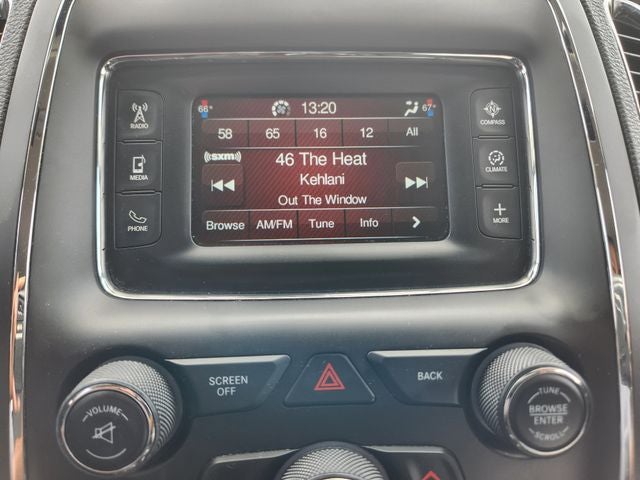 66° 13:20 67°
RADIO
58 65 16 12 All
COMPASS
((sxm))
46 The Heat
MEDIA
Kehlani
CLIMATE
Out The Window
PHONE
Browse AM/FM Tune Info >
MORE
SCREEN OFF
BACK
VOLUME
TUNE
BROWSE
ENTER
SCROLL